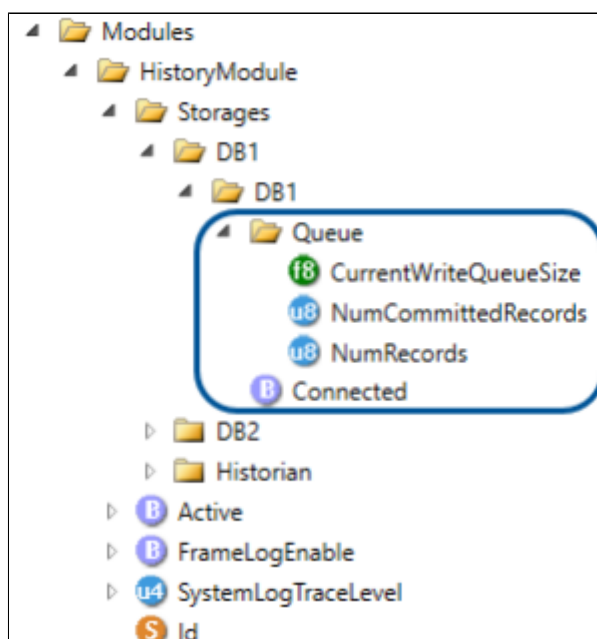 Modules
HistoryModule
Storages
DB1
DB1
Queue
f8 CurrentWriteQueueSize
u8 NumCommittedRecords
u8 NumRecords
B Connected
DB2
Historian
B Active
B FrameLogEnable
u4 SystemLogTraceLevel
S Id